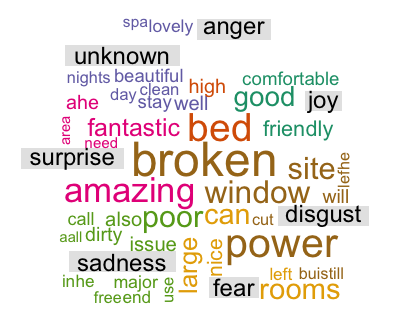 spa lovely anger
unknown
nights beautiful comfortable
day clean high good joy
ahe stay well
area fantastic bed friendly
need
surprise broken site lefhe
amazing window will
call also poor can cut disgust
aall dirty issue large nice power
sadness
inhe major use fear left buistill
freeend rooms